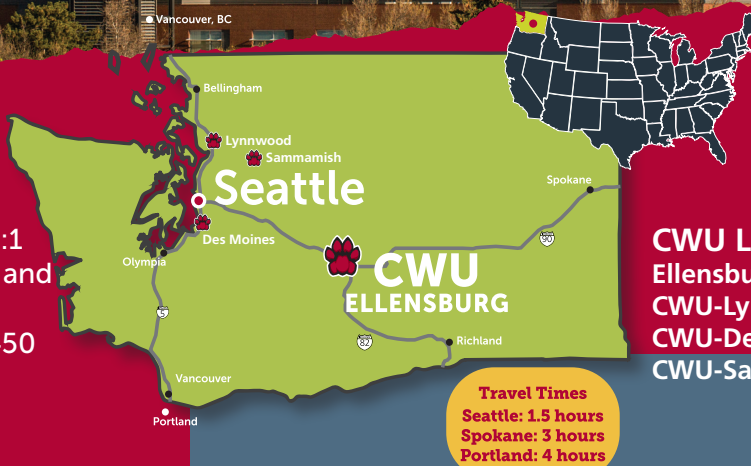 Vancouver, BC
Bellingham
Lynnwood
Sammamish
Seattle
Spokane
Des Moines
Olympia
90
CWU
ELLENSBURG
5
82
Richland
Vancouver
Portland
:1
and
50
CWU L
Ellensbu
CWU-Ly
CWU-De
CWU-Sa
Travel Times
Seattle: 1.5 hours
Spokane: 3 hours
Portland: 4 hours